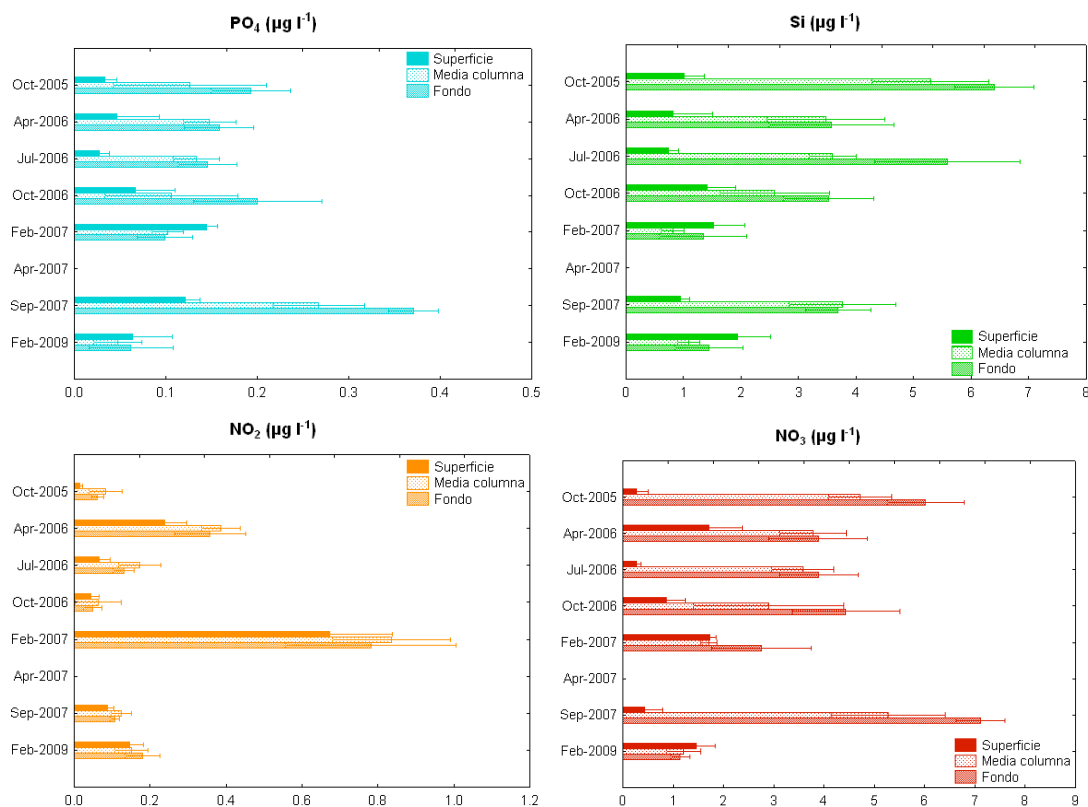 PO₄ (µg l⁻¹)
Superficie
Media columna
Fondo
Oct-2005
Apr-2006
Jul-2006
Oct-2006
Feb-2007
Apr-2007
Sep-2007
Feb-2009
0.0 0.1 0.2 0.3 0.4 0.5
Si (µg l⁻¹)
Oct-2005
Apr-2006
Jul-2006
Oct-2006
Feb-2007
Apr-2007
Sep-2007
Feb-2009
Superficie
Media columna
Fondo
0 1 2 3 4 5 6 7 8
NO₂ (µg l⁻¹)
Superficie
Media columna
Fondo
Oct-2005
Apr-2006
Jul-2006
Oct-2006
Feb-2007
Apr-2007
Sep-2007
Feb-2009
0.0 0.2 0.4 0.6 0.8 1.0 1.2
NO₃ (µg l⁻¹)
Oct-2005
Apr-2006
Jul-2006
Oct-2006
Feb-2007
Apr-2007
Sep-2007
Feb-2009
Superficie
Media columna
Fondo
0 1 2 3 4 5 6 7 8 9